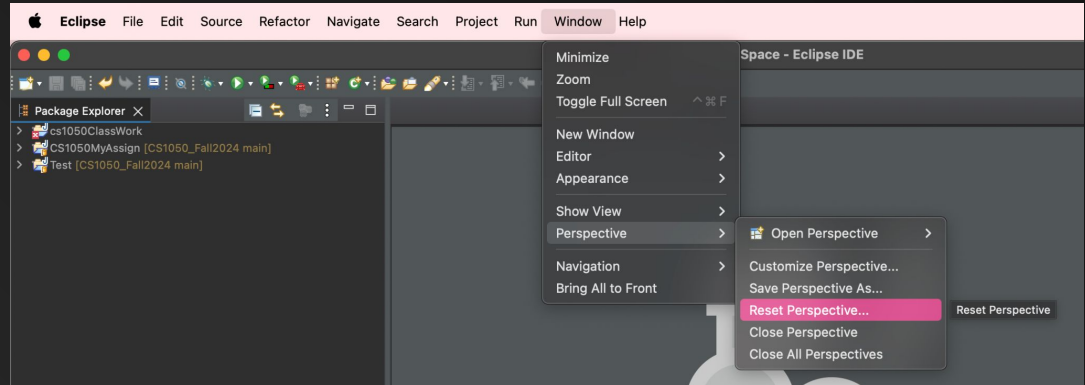 Eclipse File Edit Source Refactor Navigate Search Project Run Window Help
Space - Eclipse IDE
Package Explorer
cs1050ClassWork
CS1050MyAssign [CS1050_Fall2024 main]
Test [CS1050_Fall2024 main]
Minimize
Zoom
Toggle Full Screen ^⌘F
New Window
Editor
Appearance
Show View
Perspective
Navigation
Bring All to Front
Open Perspective
Customize Perspective...
Save Perspective As...
Reset Perspective...
Close Perspective
Close All Perspectives
Reset Perspective